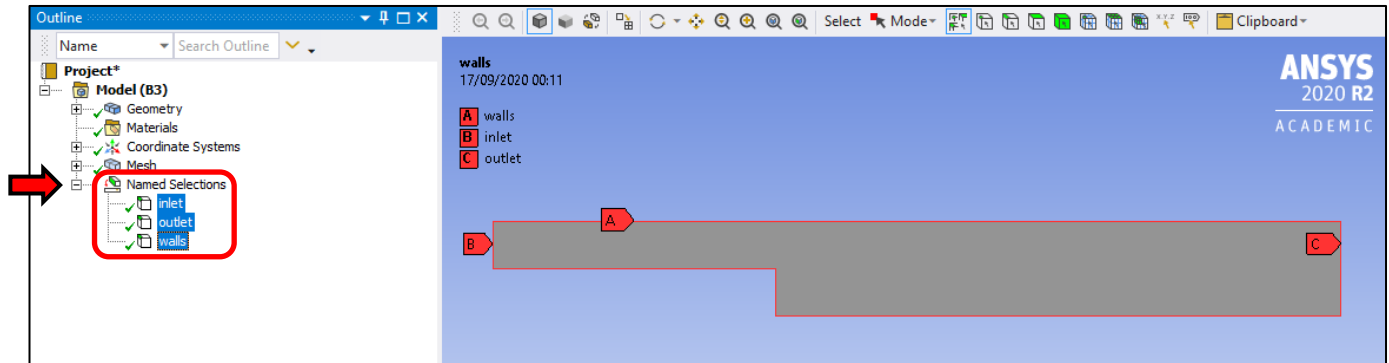 Outline
Name
Search Outline
Project*
Model (B3)
Geometry
Materials
Coordinate Systems
Mesh
Named Selections
inlet
outlet
walls
Select Mode Clipboard
walls
17/09/2020 00:11
A walls
B inlet
C outlet
ANSYS
2020 R2
ACADEMIC
A
B
C